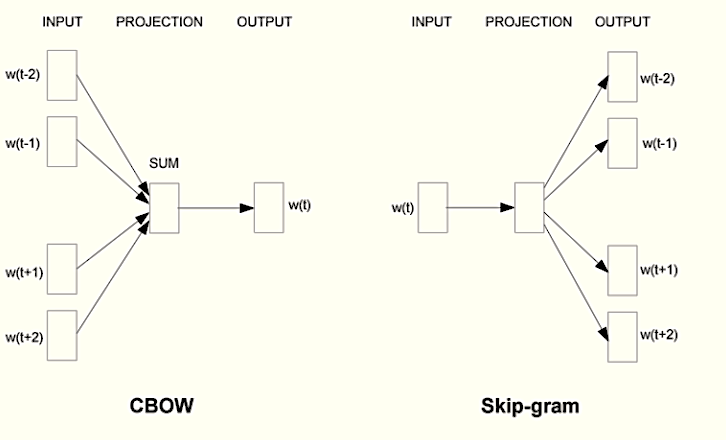 INPUT PROJECTION OUTPUT
w(t-2)
w(t-1)
SUM
w(t)
w(t+1)
w(t+2)
CBOW
INPUT PROJECTION OUTPUT
w(t-2)
w(t-1)
w(t)
w(t+1)
w(t+2)
Skip-gram